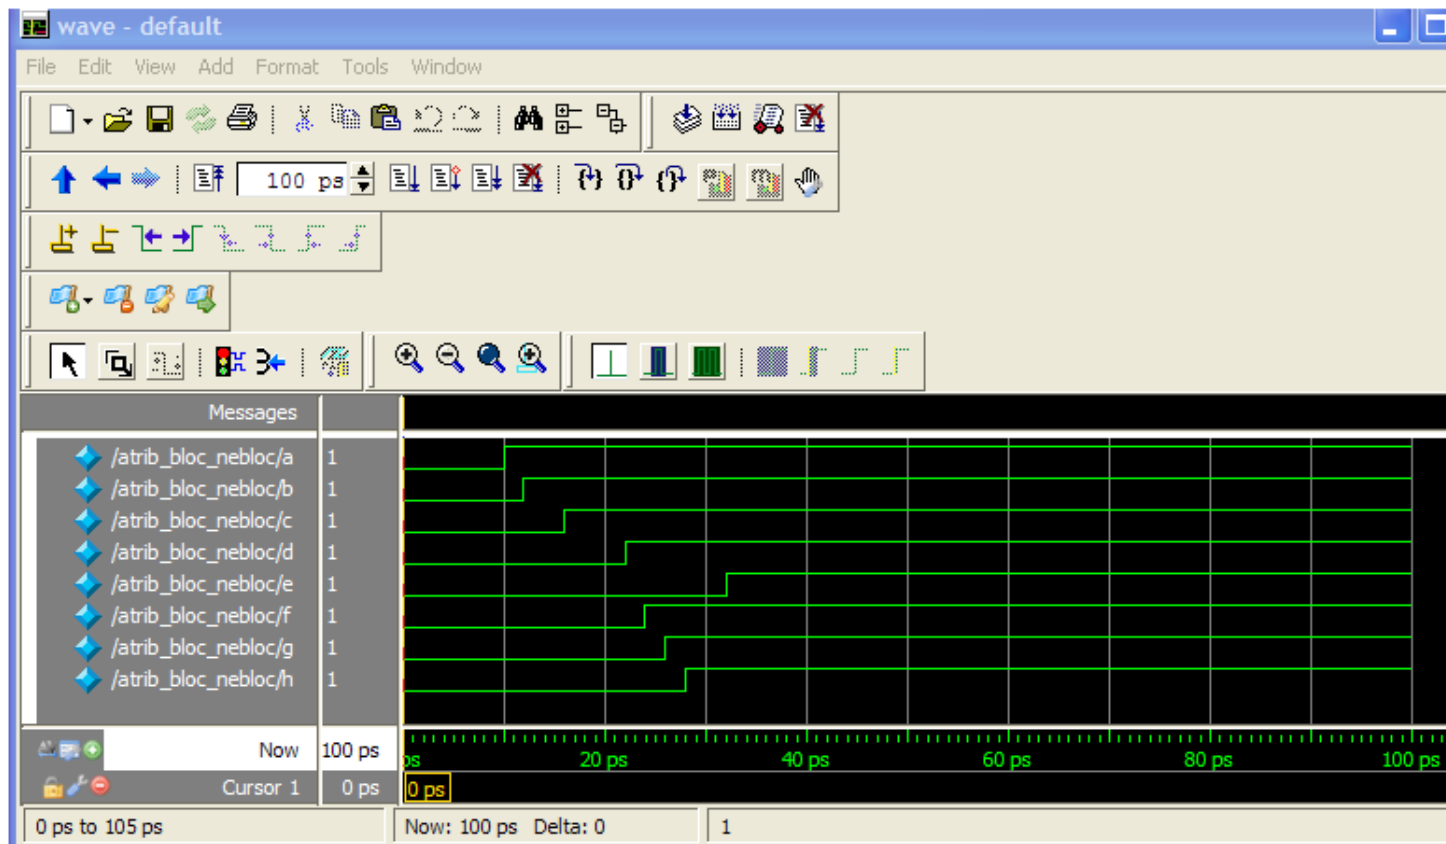 wave - default
File Edit View Add Format Tools Window
100 ps
Messages
/atrib_bloc_nebloc/a 1
/atrib_bloc_nebloc/b 1
/atrib_bloc_nebloc/c 1
/atrib_bloc_nebloc/d 1
/atrib_bloc_nebloc/e 1
/atrib_bloc_nebloc/f 1
/atrib_bloc_nebloc/g 1
/atrib_bloc_nebloc/h 1
Now 100 ps ps 20 ps 40 ps 60 ps 80 ps 100 ps
Cursor 1 0 ps 0 ps
0 ps to 105 ps Now: 100 ps Delta: 0 1